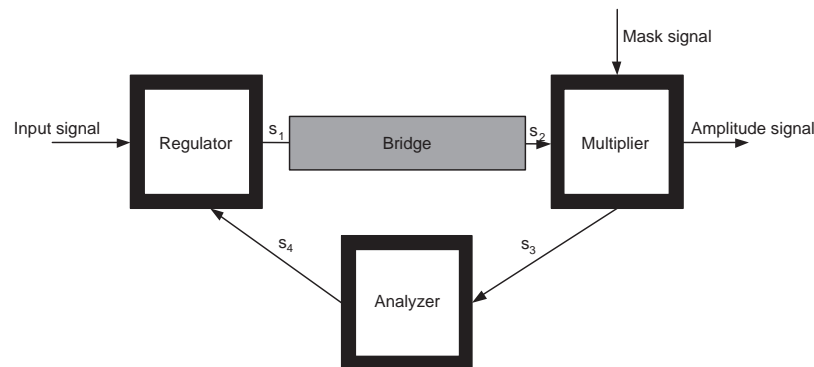 Mask signal
Input signal
Regulator
s1
Bridge
s2
Multiplier
Amplitude signal
s4
s3
Analyzer